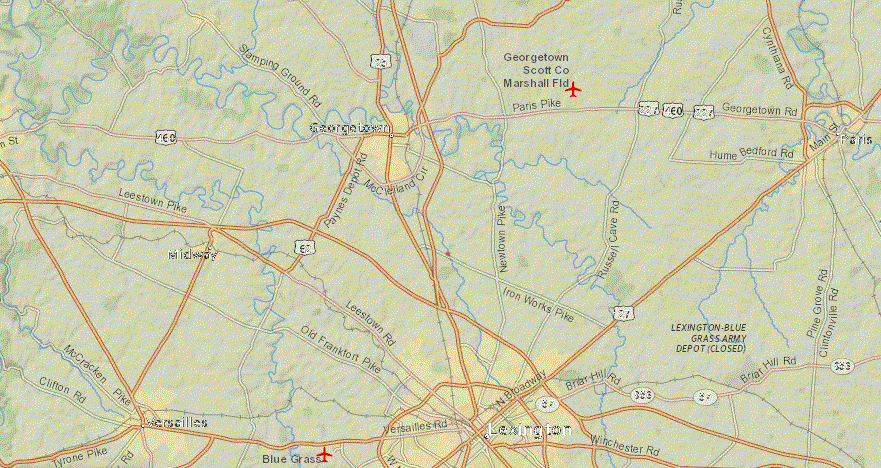 Georgetown
Scott Co
Marshall Fld
Cynthiana Rd
Stamping Ground Rd
Paris Pike
460
Georgetown Rd
460
Georgetown
Main St
Paris
n St
Hume Bedford Rd
Paynes Depot Rd
McClelland Cir
Leestown Pike
Newtown Pike
Russell Cave Rd
Midway
62
Iron Works Pike
Pine Grove Rd
Clintonville Rd
Leestown Rd
Old Frankfort Pike
LEXINGTON-BLUE
GRASS ARMY
DEPOT (CLOSED)
McCracken Pike
Clifton Rd
Briar Hill Rd
Briar Hill Rd
N Broadway
Versailles
Versailles Rd
Lexington
Winchester Rd
Tyrone Pike
Blue Grass